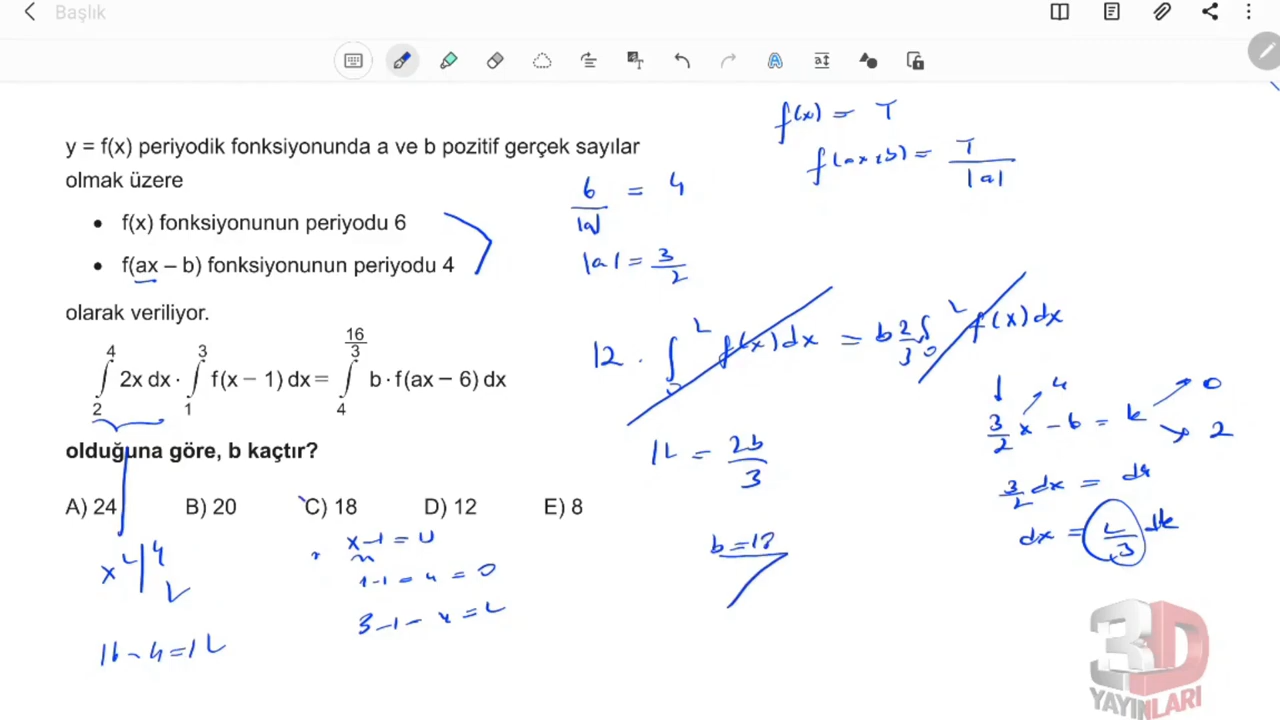 Başlık
y = f(x) periyodik fonksiyonunda a ve b pozitif gerçek sayılar
olmak üzere
• f(x) fonksiyonunun periyodu 6
• f(ax – b) fonksiyonunun periyodu 4
olarak veriliyor.
∫₂⁴ 2x dx · ∫₁³ f(x – 1) dx = ∫₄^(16/3) b · f(ax – 6) dx
olduğuna göre, b kaçtır?
A) 24 B) 20 C) 18 D) 12 E) 8
f(x) = T
f(ax+b) = T/|a|
6/|a| = 4
|a| = 3/2
12 · ∫₀² f(x)dx = b 2/3 ∫₀² f(x)dx
12 = 2b/3
b = 18
3/2 x – 6 = k
4
0
2
3/2 dx = dk
dx = 2/3 dk
x² |₂⁴
16 – 4 = 12
x – 1 = u
1 – 1 = u = 0
3 – 1 = u = 2
3D
YAYINLARI